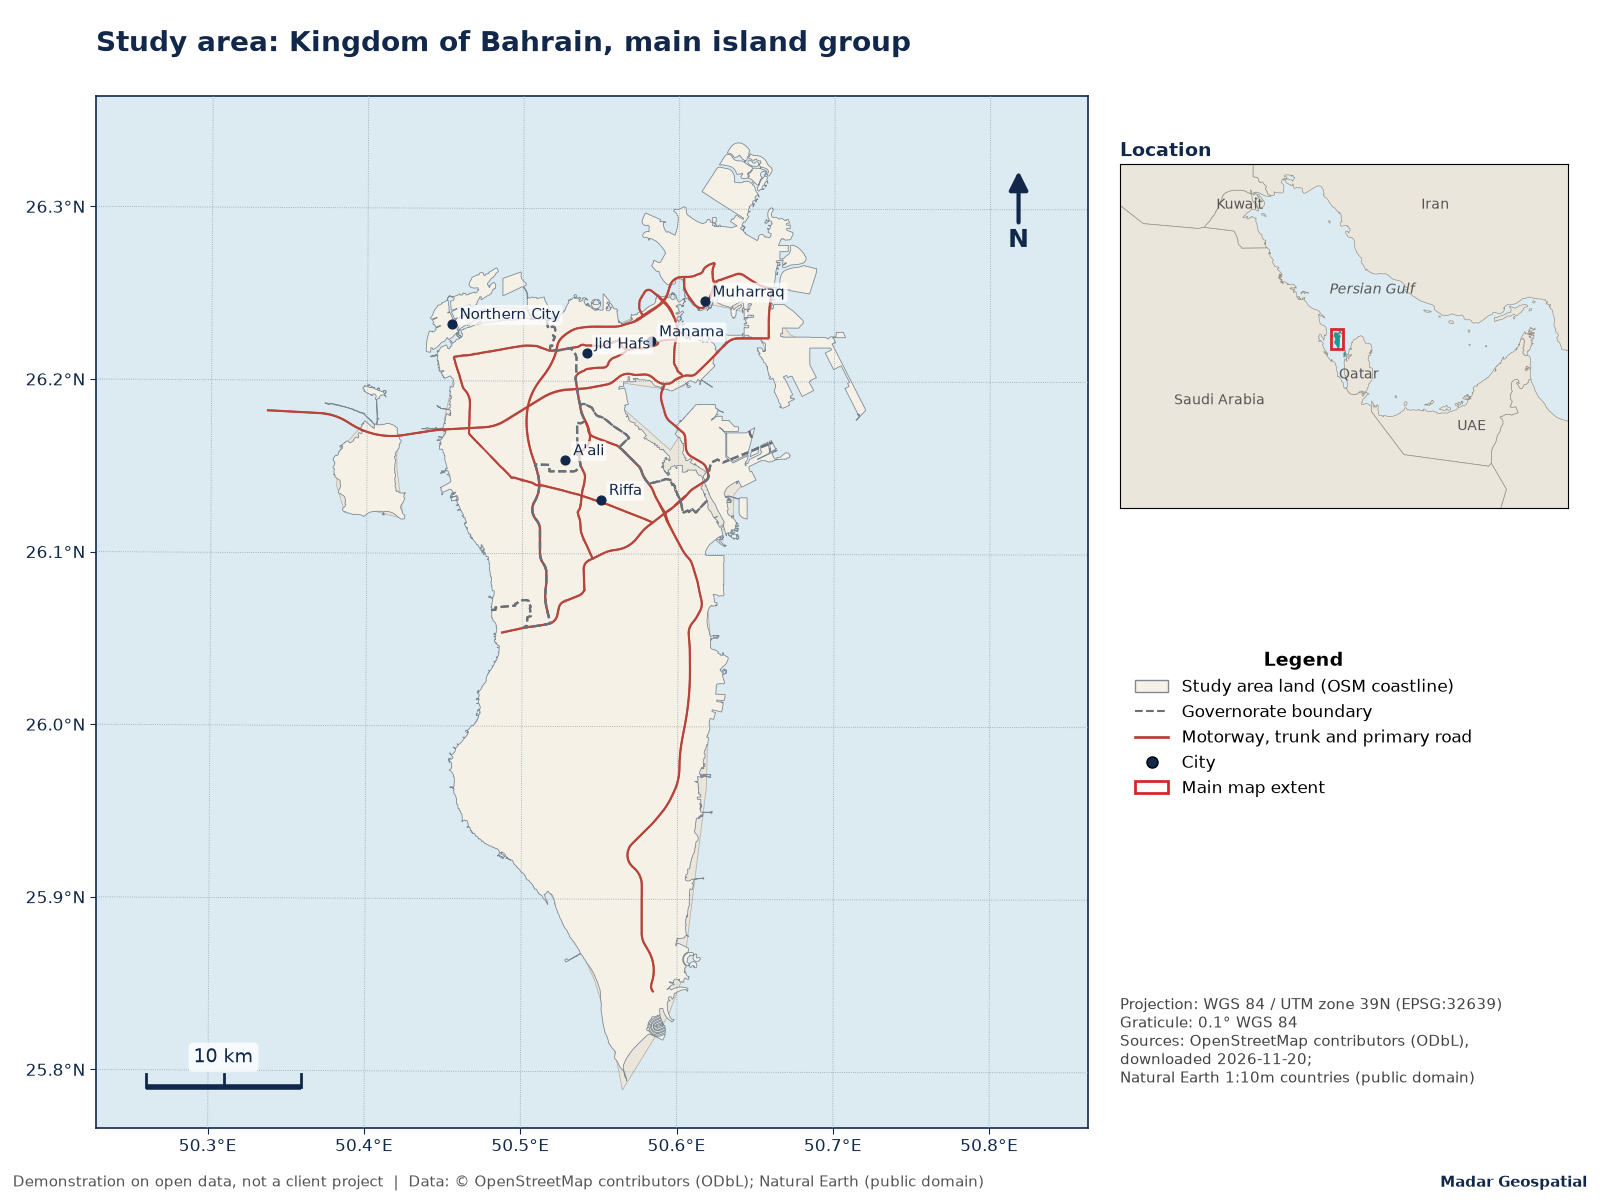 Study area: Kingdom of Bahrain, main island group
26.3°N
26.2°N
26.1°N
26.0°N
25.9°N
25.8°N
50.3°E
50.4°E
50.5°E
50.6°E
50.7°E
50.8°E
N
Muharraq
Northern City
Manama
Jid Hafs
A'ali
Riffa
10 km
Location
Kuwait
Iran
Persian Gulf
Qatar
Saudi Arabia
UAE
Legend
Study area land (OSM coastline)
Governorate boundary
Motorway, trunk and primary road
City
Main map extent
Projection: WGS 84 / UTM zone 39N (EPSG:32639)
Graticule: 0.1° WGS 84
Sources: OpenStreetMap contributors (ODbL),
downloaded 2026-11-20;
Natural Earth 1:10m countries (public domain)
Demonstration on open data, not a client project | Data: © OpenStreetMap contributors (ODbL); Natural Earth (public domain)
Madar Geospatial